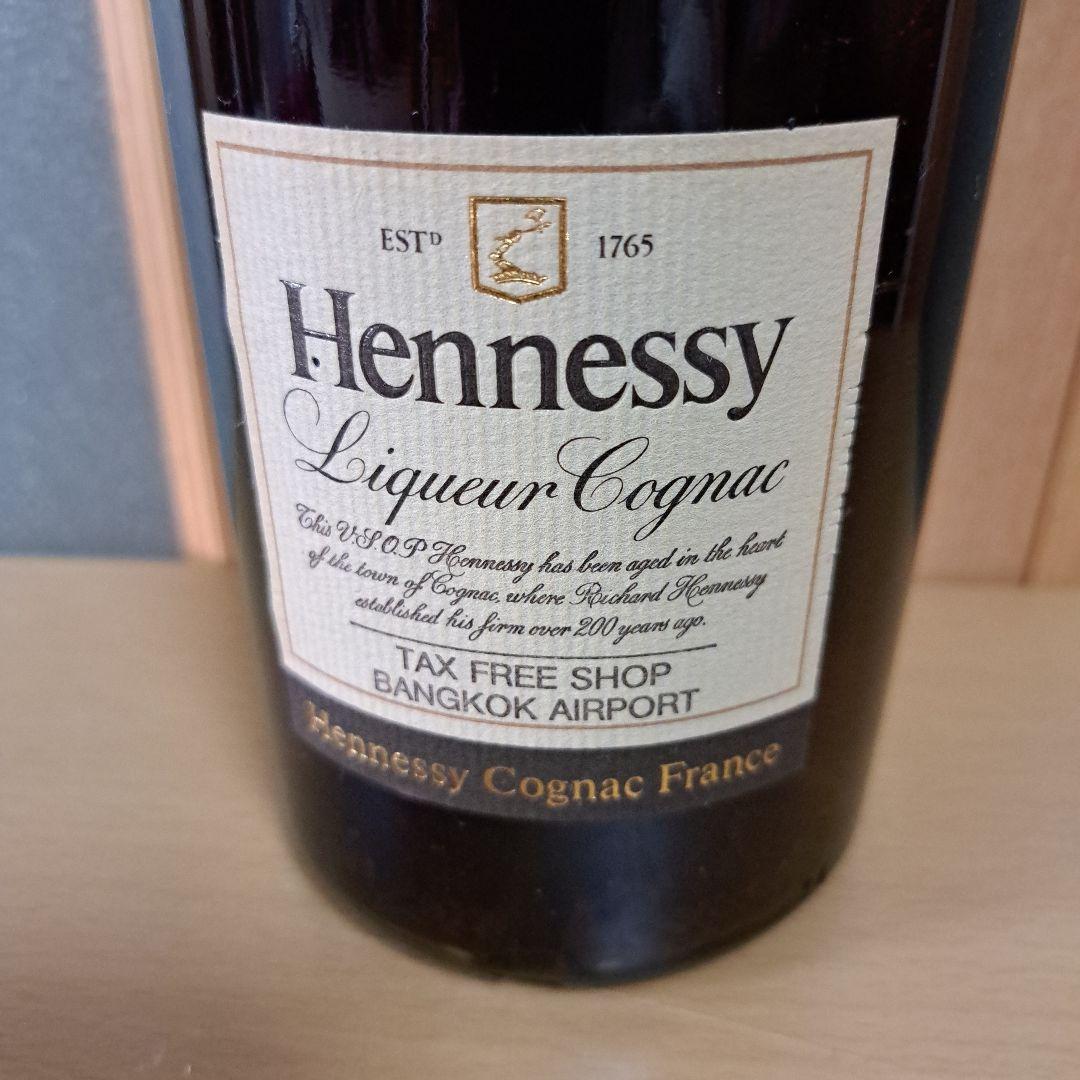 ESTD 1765
Hennessy
Liqueur Cognac
This V.S.O.P Hennessy has been aged in the heart
of the town of Cognac, where Richard Hennessy
established his firm over 200 years ago.
TAX FREE SHOP
BANGKOK AIRPORT
Hennessy Cognac France